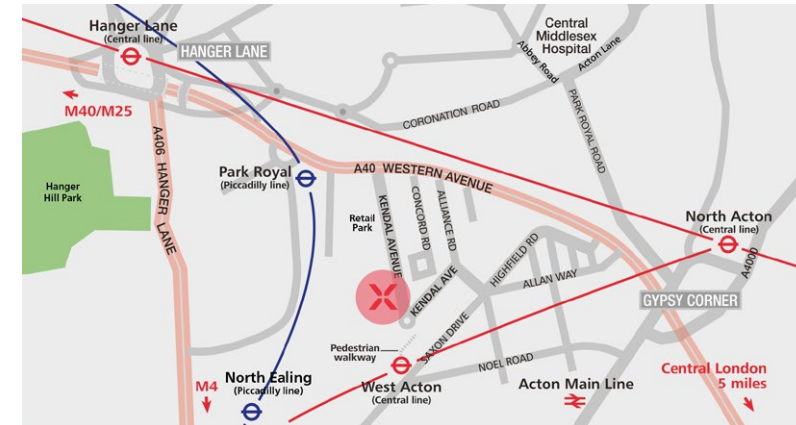 Hanger Lane
(Central line)
HANGER LANE
Central
Middlesex
Hospital
Abbey Road
Acton Lane
M40/M25
CORONATION ROAD
PARK ROYAL ROAD
A406 HANGER LANE
Park Royal
(Piccadilly line)
A40 WESTERN AVENUE
Hanger
Hill Park
Retail
Park
KENDAL AVENUE
CONCORD RD
ALLIANCE RD
North Acton
(Central line)
HIGHFIELD RD
A4000
ALLAN WAY
KENDAL AVE
GYPSY CORNER
SAXON DRIVE
Pedestrian
walkway
NOEL ROAD
M4
North Ealing
(Piccadilly line)
West Acton
(Central line)
Acton Main Line
Central London
5 miles